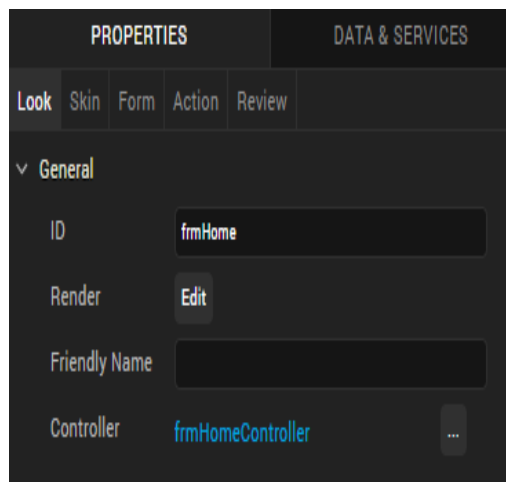 PROPERTIES DATA & SERVICES
Look Skin Form Action Review
General
ID frmHome
Render Edit
Friendly Name
Controller frmHomeController ...